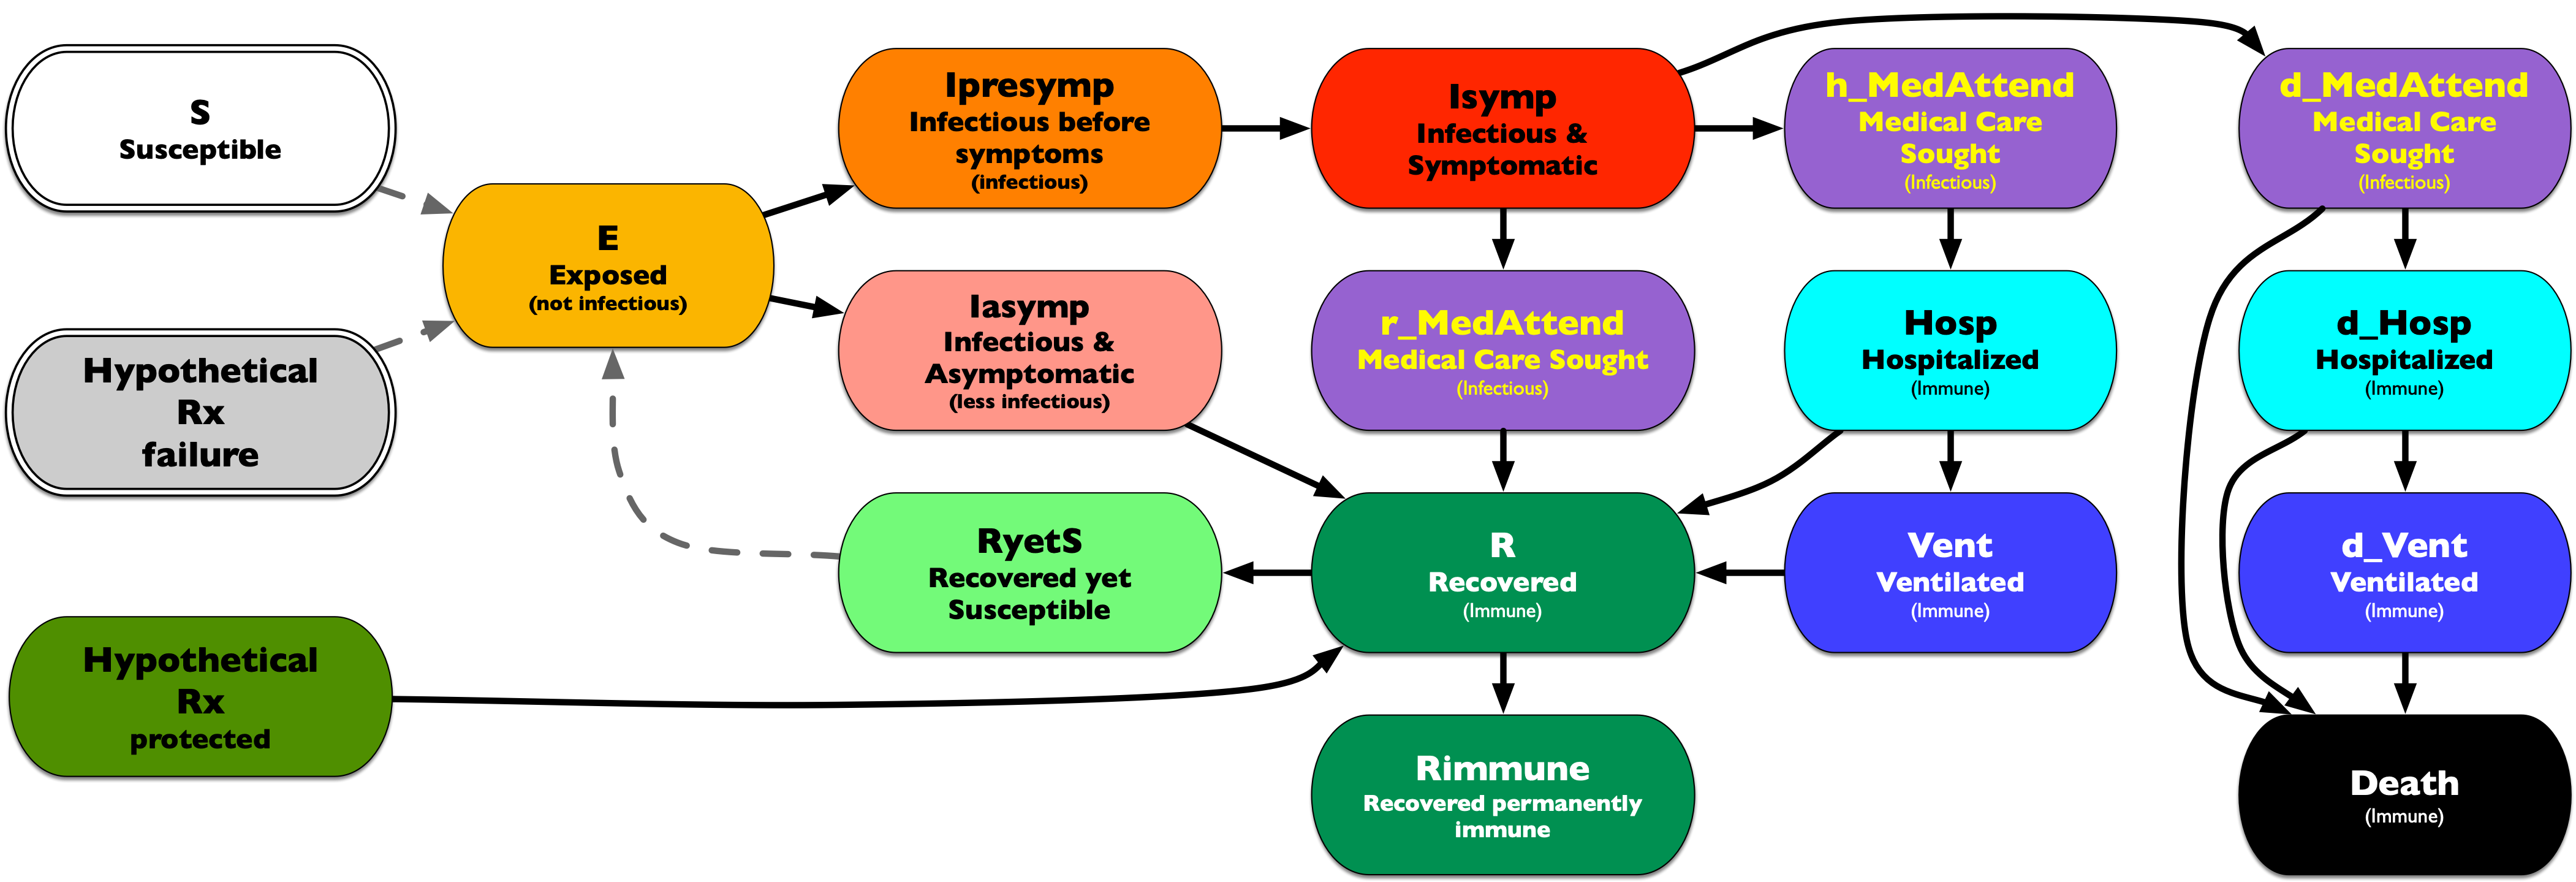 S
Susceptible
Hypothetical
Rx
failure
Hypothetical
Rx
protected
E
Exposed
(not infectious)
Ipresymp
Infectious before
symptoms
(infectious)
Iasymp
Infectious &
Asymptomatic
(less infectious)
RyetS
Recovered yet
Susceptible
Isymp
Infectious &
Symptomatic
r_MedAttend
Medical Care Sought
(Infectious)
R
Recovered
(Immune)
Rimmune
Recovered permanently
immune
h_MedAttend
Medical Care
Sought
(Infectious)
Hosp
Hospitalized
(Immune)
Vent
Ventilated
(Immune)
d_MedAttend
Medical Care
Sought
(Infectious)
d_Hosp
Hospitalized
(Immune)
d_Vent
Ventilated
(Immune)
Death
(Immune)